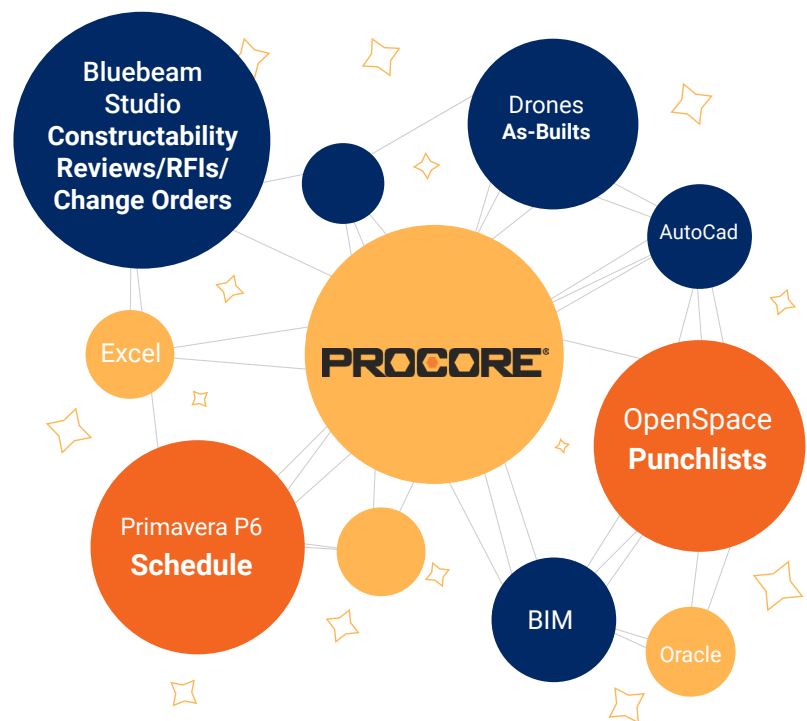 Bluebeam
Studio
Constructability
Reviews/RFIs/
Change Orders
Drones
As-Builts
AutoCad
Excel
PROCORE®
OpenSpace
Punchlists
Primavera P6
Schedule
BIM
Oracle